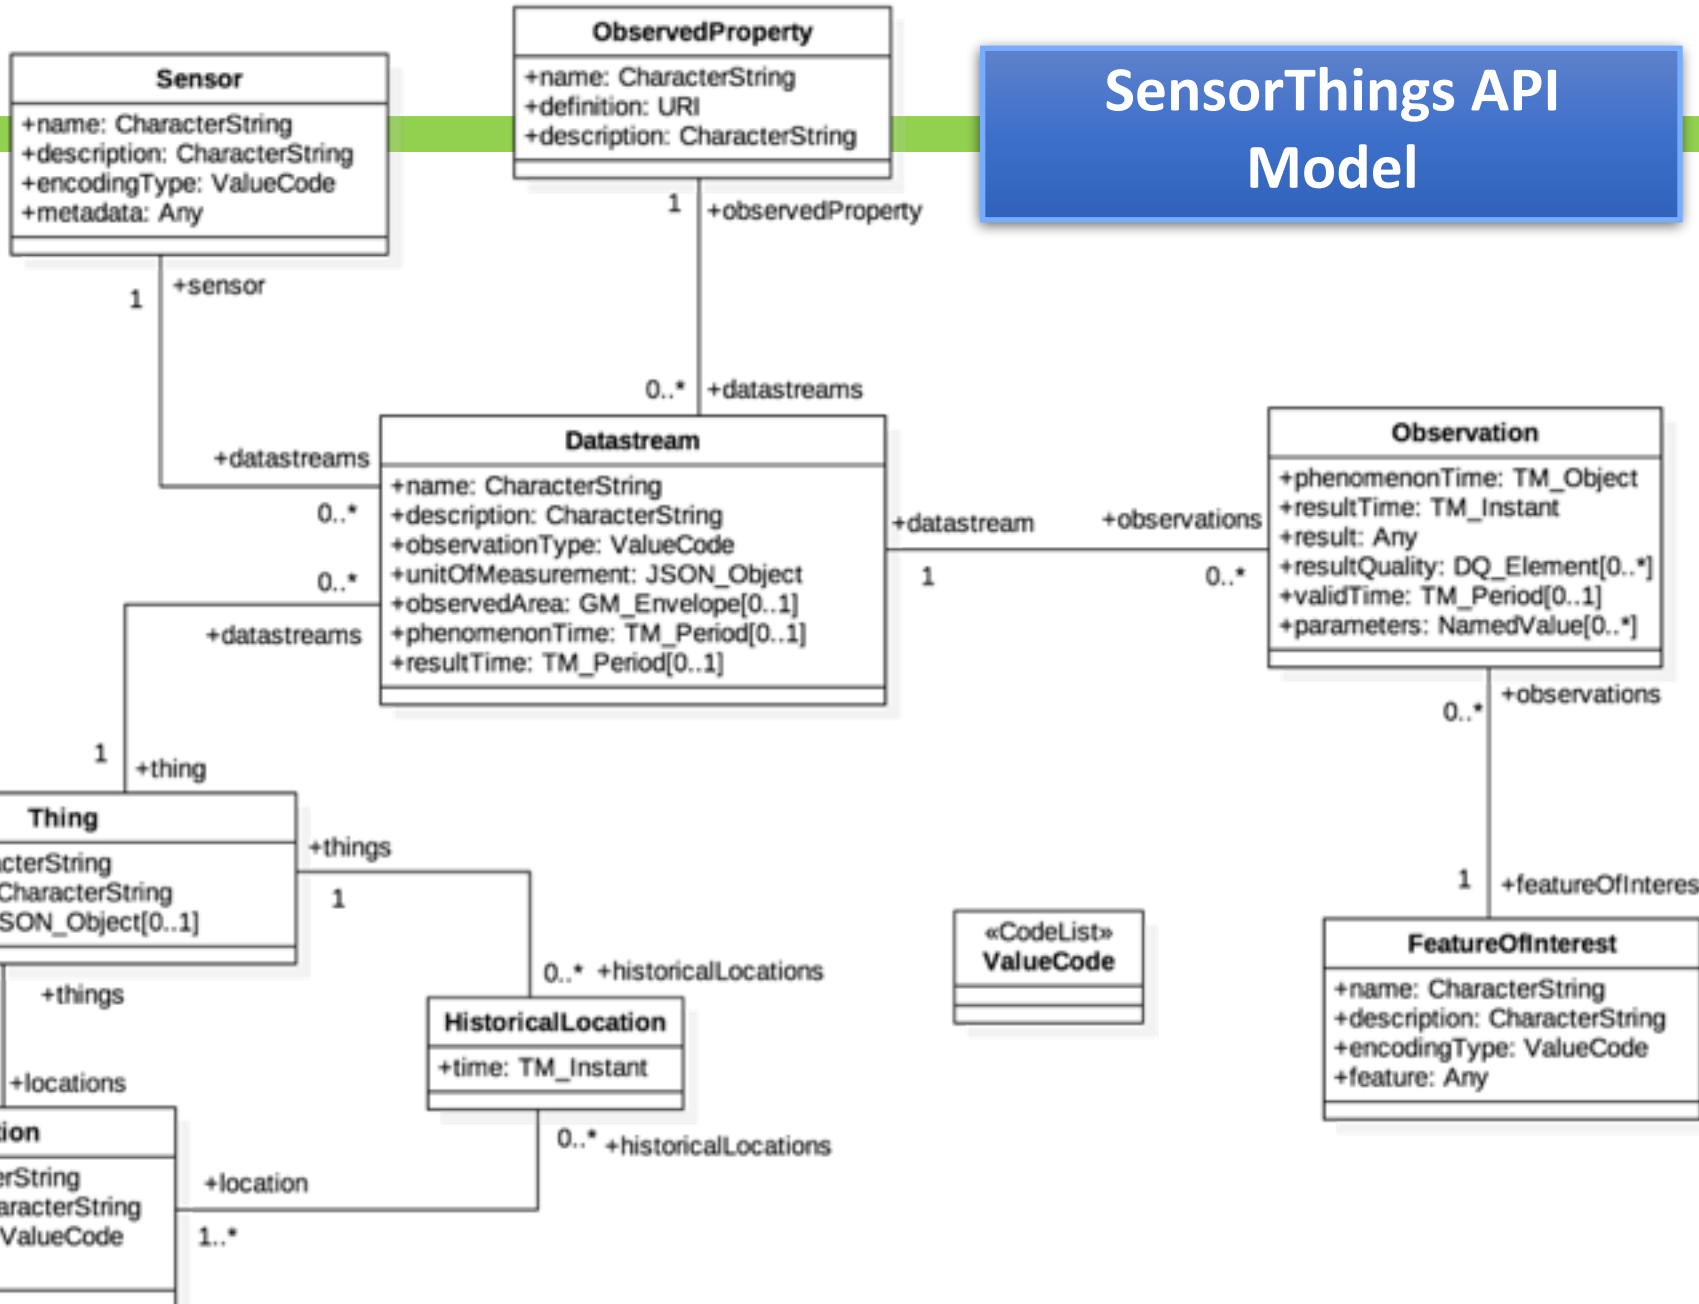 SensorThings API
Model
ObservedProperty
+name: CharacterString
+definition: URI
+description: CharacterString
Sensor
+name: CharacterString
+description: CharacterString
+encodingType: ValueCode
+metadata: Any
1
+observedProperty
1
+sensor
0..*
+datastreams
+datastreams
0..*
Datastream
+name: CharacterString
+description: CharacterString
+observationType: ValueCode
+unitOfMeasurement: JSON_Object
+observedArea: GM_Envelope[0..1]
+phenomenonTime: TM_Period[0..1]
+resultTime: TM_Period[0..1]
0..*
+datastreams
+datastream
1
+observations
0..*
Observation
+phenomenonTime: TM_Object
+resultTime: TM_Instant
+result: Any
+resultQuality: DQ_Element[0..*]
+validTime: TM_Period[0..1]
+parameters: NamedValue[0..*]
+observations
0..*
1
+thing
Thing
acterString
CharacterString
SON_Object[0..1]
+things
1
0..* +historicalLocations
HistoricalLocation
+time: TM_Instant
0..* +historicalLocations
+things
+locations
tion
erString
aracterString
ValueCode
+location
1..*
«CodeList»
ValueCode
1
+featureOfInteres
FeatureOfInterest
+name: CharacterString
+description: CharacterString
+encodingType: ValueCode
+feature: Any